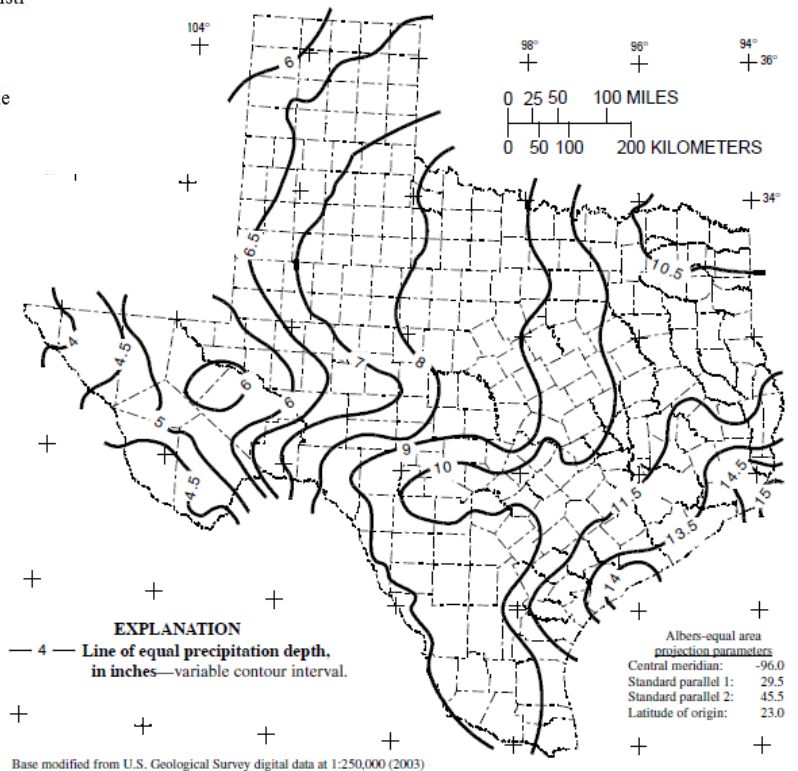 104°
98°
96°
94°
36°
0 25 50 100 MILES
0 50 100 200 KILOMETERS
34°
6
6.5
10.5
4
4.5
7
8
6
6
5
9
10
4.5
11.5
14.5
15
13.5
14
EXPLANATION
— 4 — Line of equal precipitation depth,
in inches—variable contour interval.
Albers-equal area
projection parameters
Central meridian: -96.0
Standard parallel 1: 29.5
Standard parallel 2: 45.5
Latitude of origin: 23.0
Base modified from U.S. Geological Survey digital data at 1:250,000 (2003)